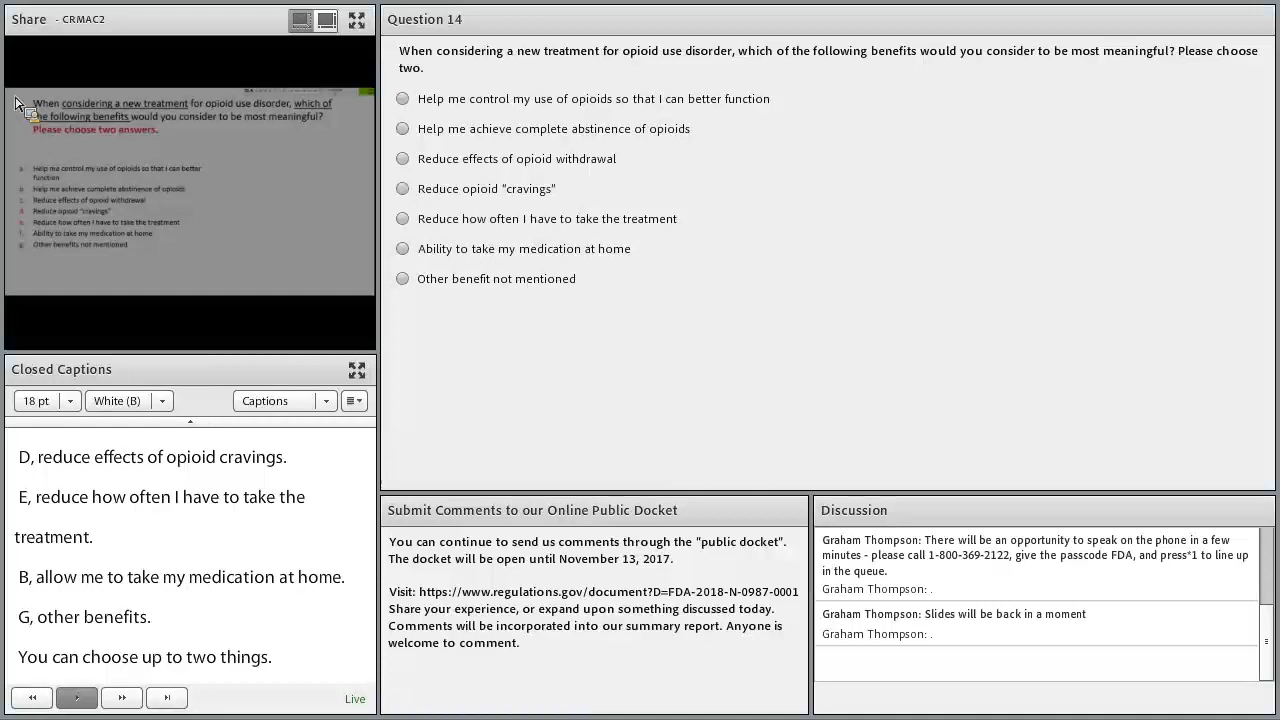 Share - CRMAC2
When considering a new treatment for opioid use disorder, which of
the following benefits would you consider to be most meaningful?
Please choose two answers.
a. Help me control my use of opioids so that I can better
function
b. Help me achieve complete abstinence of opioids
c. Reduce effects of opioid withdrawal
d. Reduce opioid "cravings"
e. Reduce how often I have to take the treatment
f. Ability to take my medication at home
g. Other benefits not mentioned
Closed Captions
18 pt White (B) Captions
D, reduce effects of opioid cravings.
E, reduce how often I have to take the
treatment.
B, allow me to take my medication at home.
G, other benefits.
You can choose up to two things.
Live
Question 14
When considering a new treatment for opioid use disorder, which of the following benefits would you consider to be most meaningful? Please choose
two.
Help me control my use of opioids so that I can better function
Help me achieve complete abstinence of opioids
Reduce effects of opioid withdrawal
Reduce opioid "cravings"
Reduce how often I have to take the treatment
Ability to take my medication at home
Other benefit not mentioned
Submit Comments to our Online Public Docket
You can continue to send us comments through the "public docket".
The docket will be open until November 13, 2017.
Visit: https://www.regulations.gov/document?D=FDA-2018-N-0987-0001
Share your experience, or expand upon something discussed today.
Comments will be incorporated into our summary report. Anyone is
welcome to comment.
Discussion
Graham Thompson: There will be an opportunity to speak on the phone in a few
minutes - please call 1-800-369-2122, give the passcode FDA, and press*1 to line up
in the queue.
Graham Thompson: .
Graham Thompson: Slides will be back in a moment
Graham Thompson: .